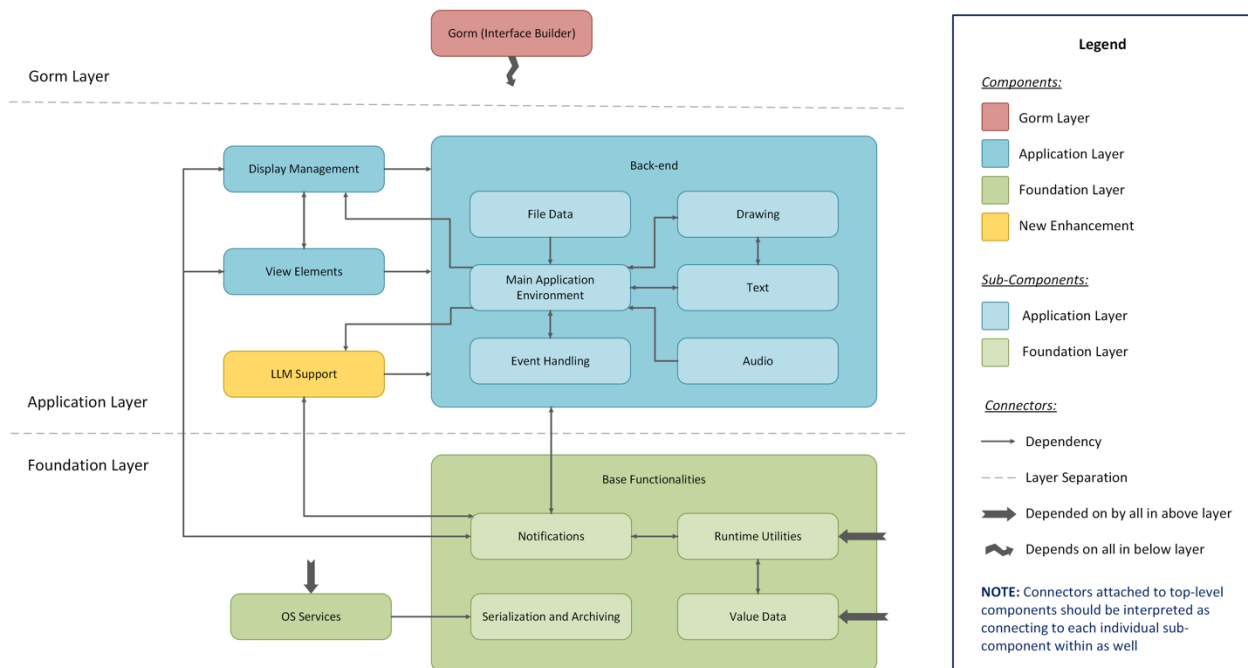 Gorm (Interface Builder)
Gorm Layer
Display Management
Back-end
File Data
Drawing
View Elements
Main Application
Environment
Text
LLM Support
Event Handling
Audio
Application Layer
Foundation Layer
Base Functionalities
Notifications
Runtime Utilities
OS Services
Serialization and Archiving
Value Data
Legend
Components:
Gorm Layer
Application Layer
Foundation Layer
New Enhancement
Sub-Components:
Application Layer
Foundation Layer
Connectors:
Dependency
Layer Separation
Depended on by all in above layer
Depends on all in below layer
NOTE: Connectors attached to top-level
components should be interpreted as
connecting to each individual sub-
component within as well